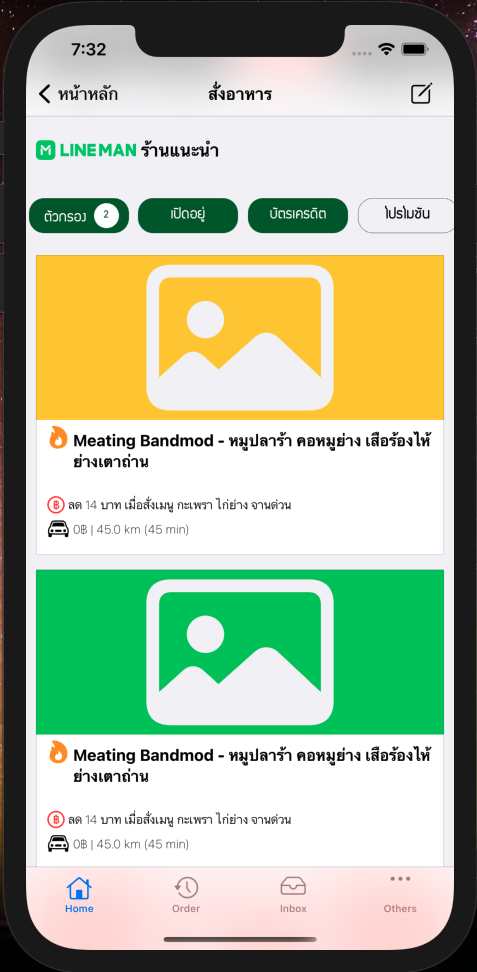 7:32
หน้าหลัก
สั่งอาหาร
LINE MAN ร้านแนะนำ
ตัวกรอง 2
เปิดอยู่
บัตรเครดิต
โปรโมชัน
Meating Bandmod - หมูปลาร้า คอหมูย่าง เสือร้องไห้
ย่างเตาถ่าน
฿ ลด 14 บาท เมื่อสั่งเมนู กะเพรา ไก่ย่าง จานด่วน
0฿ | 45.0 km (45 min)
Meating Bandmod - หมูปลาร้า คอหมูย่าง เสือร้องไห้
ย่างเตาถ่าน
฿ ลด 14 บาท เมื่อสั่งเมนู กะเพรา ไก่ย่าง จานด่วน
0฿ | 45.0 km (45 min)
Home
Order
Inbox
Others